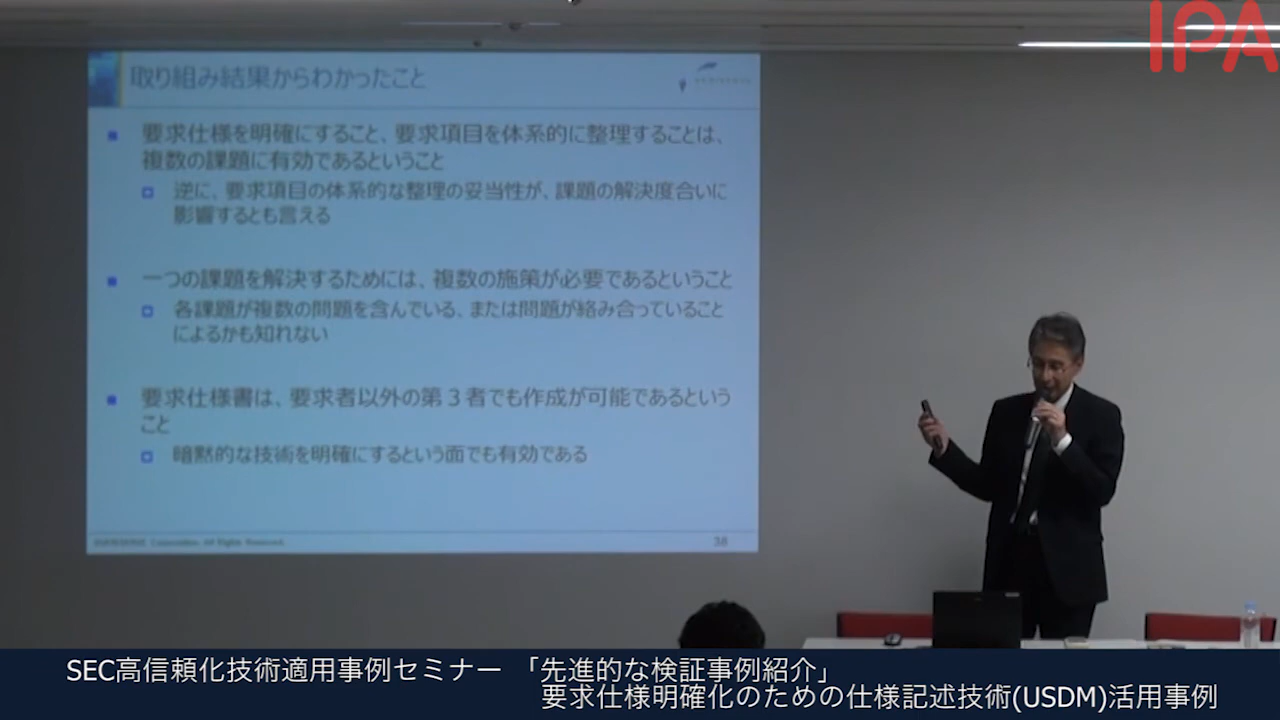 IPA
取り組み結果からわかったこと
要求仕様を明確にすること、要求項目を体系的に整理することは、
複数の課題に有効であるということ
逆に、要求項目の体系的な整理の妥当性が、課題の解決度合いに
影響するとも言える
一つの課題を解決するためには、複数の施策が必要であるということ
各課題が複数の問題を含んでいる、または問題が絡み合っていること
によるかも知れない
要求仕様書は、要求者以外の第3者でも作成が可能であるという
こと
暗黙的な技術を明確にするという面でも有効である
Corporation. All Rights Reserved.
38
SEC高信頼化技術適用事例セミナー 「先進的な検証事例紹介」
要求仕様明確化のための仕様記述技術(USDM)活用事例